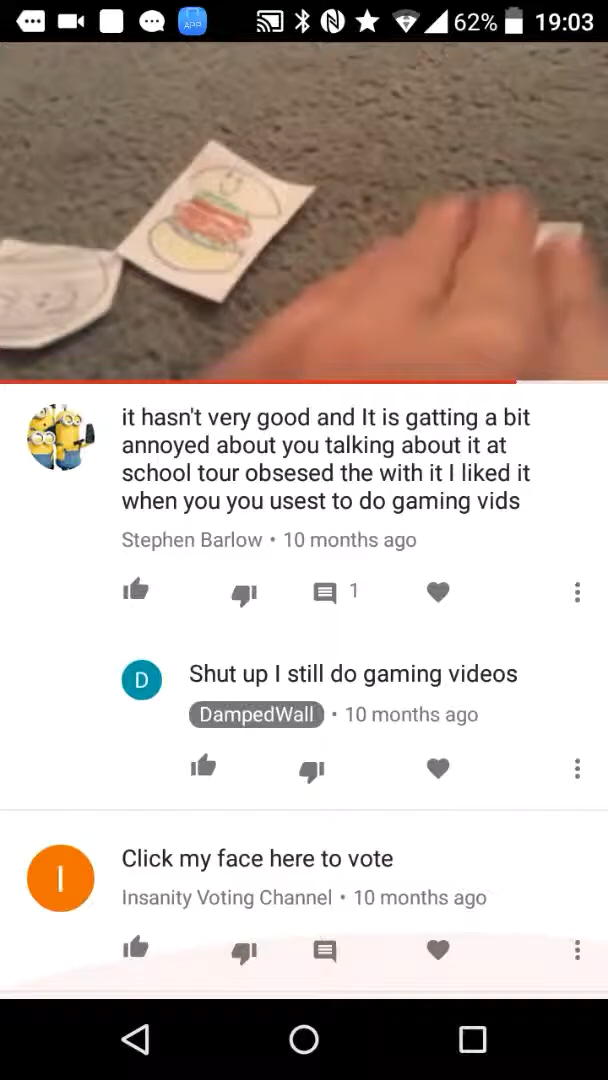 APP 62% 19:03
it hasn't very good and It is gatting a bit
annoyed about you talking about it at
school tour obsesed the with it I liked it
when you you usest to do gaming vids
Stephen Barlow • 10 months ago
1
D Shut up I still do gaming videos
DampedWall • 10 months ago
I Click my face here to vote
Insanity Voting Channel • 10 months ago